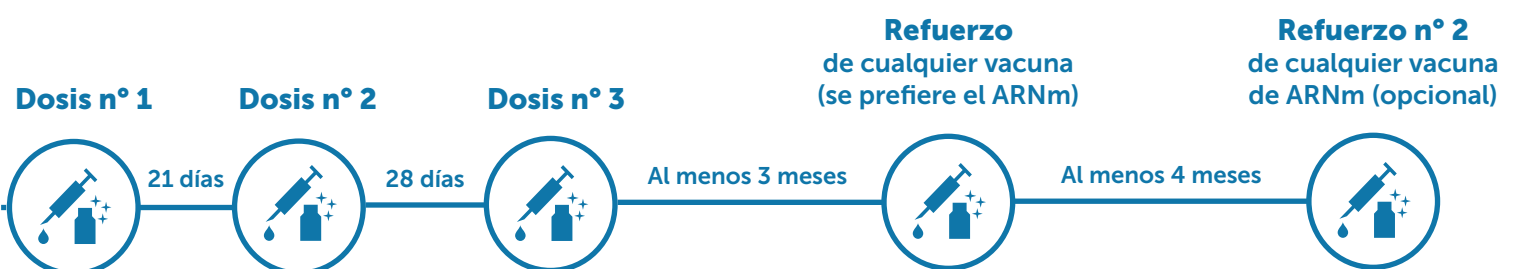 Dosis n° 1
21 días
Dosis n° 2
28 días
Dosis n° 3
Al menos 3 meses
Refuerzo
de cualquier vacuna
(se prefiere el ARNm)
Al menos 4 meses
Refuerzo n° 2
de cualquier vacuna
de ARNm (opcional)